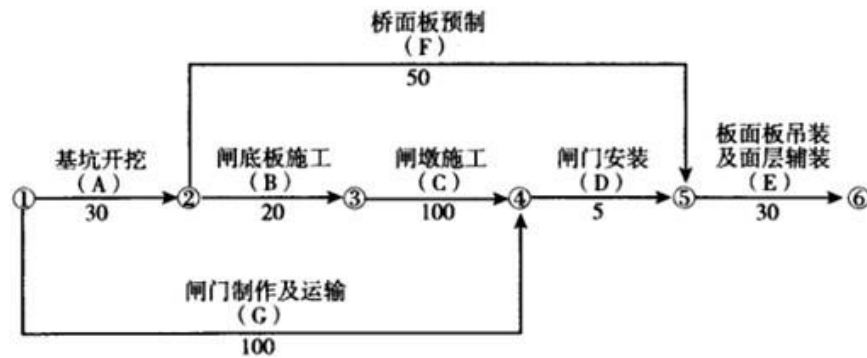 桥面板预制
(F)
50
基坑开挖
(A)
30
闸底板施工
(B)
20
闸墩施工
(C)
100
闸门安装
(D)
5
板面板吊装
及面层辅装
(E)
30
① ② ③ ④ ⑤ ⑥
闸门制作及运输
(G)
100